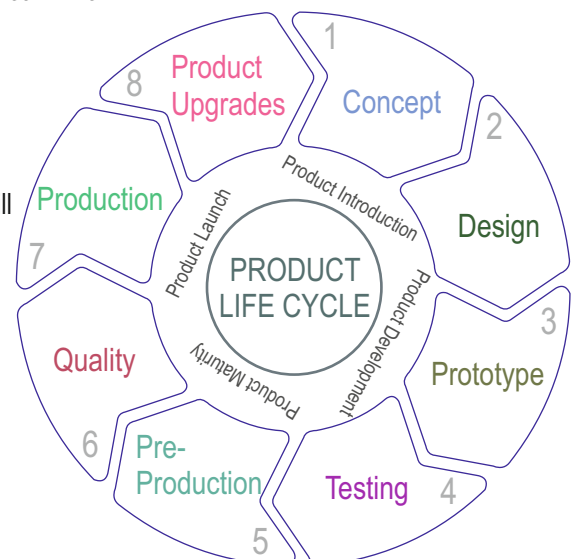 1
Concept
2
Design
3
Prototype
4
Testing
5
Pre-
Production
6
Quality
7
Production
8
Product
Upgrades
Product Introduction
Product Development
Product Maturity
Product Launch
PRODUCT
LIFE CYCLE
ll